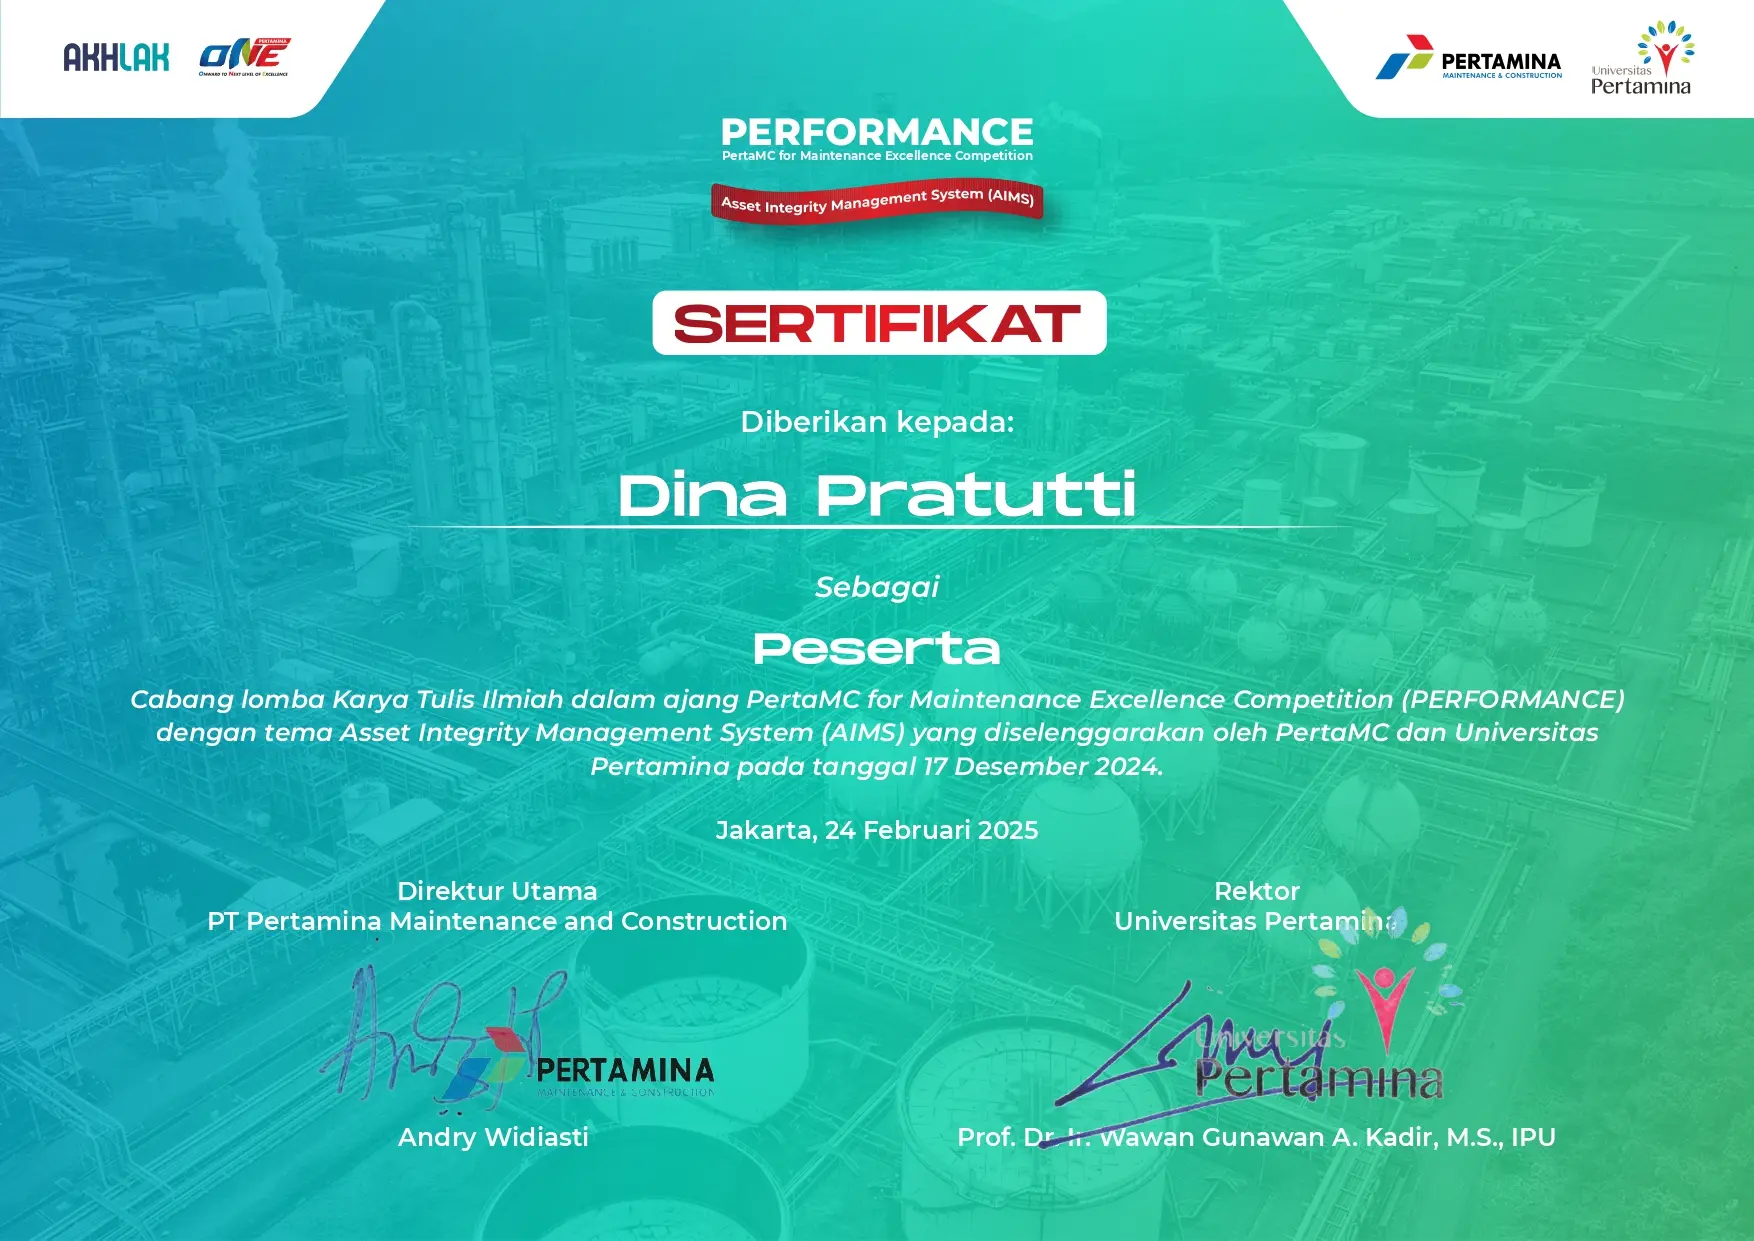 AKHLAK
PERTAMINA
ONE
ONWARD TO NEXT LEVEL OF EXCELLENCE
PERTAMINA
MAINTENANCE & CONSTRUCTION
Universitas
Pertamina
PERFORMANCE
PertaMC for Maintenance Excellence Competition
Asset Integrity Management System (AIMS)
SERTIFIKAT
Diberikan kepada:
Dina Pratutti
Sebagai
Peserta
Cabang lomba Karya Tulis Ilmiah dalam ajang PertaMC for Maintenance Excellence Competition (PERFORMANCE)
dengan tema Asset Integrity Management System (AIMS) yang diselenggarakan oleh PertaMC dan Universitas
Pertamina pada tanggal 17 Desember 2024.
Jakarta, 24 Februari 2025
Direktur Utama
PT Pertamina Maintenance and Construction
PERTAMINA
MAINTENANCE & CONSTRUCTION
Andry Widiasti
Rektor
Universitas Pertamina
Universitas
Pertamina
Prof. Dr. Ir. Wawan Gunawan A. Kadir, M.S., IPU